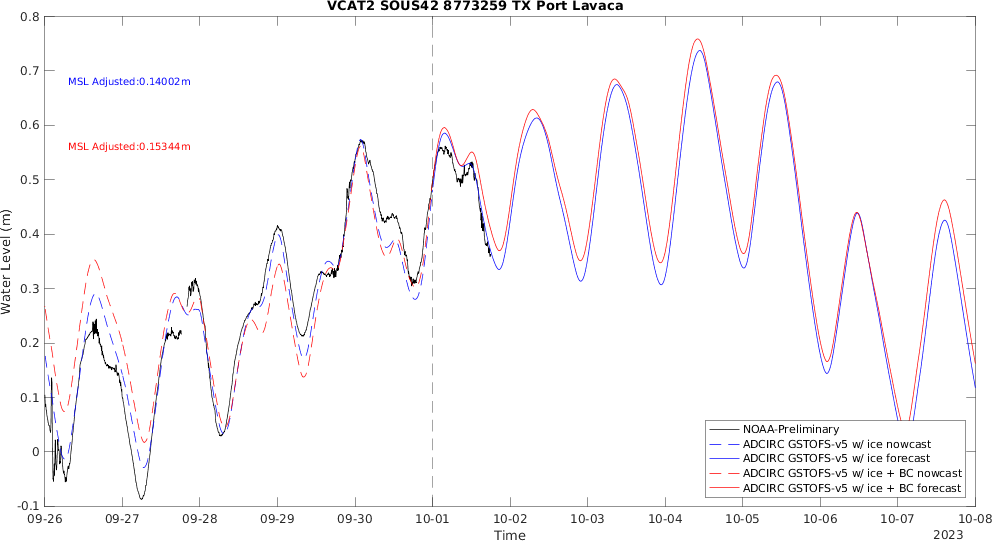 VCAT2 SOUS42 8773259 TX Port Lavaca
0.8
0.7
MSL Adjusted:0.14002m
0.6
MSL Adjusted:0.15344m
0.5
0.4
0.3
0.2
0.1
0
-0.1
Water Level (m)
NOAA-Preliminary
ADCIRC GSTOFS-v5 w/ ice nowcast
ADCIRC GSTOFS-v5 w/ ice forecast
ADCIRC GSTOFS-v5 w/ ice + BC nowcast
ADCIRC GSTOFS-v5 w/ ice + BC forecast
09-26 09-27 09-28 09-29 09-30 10-01 10-02 10-03 10-04 10-05 10-06 10-07 10-08
Time
2023